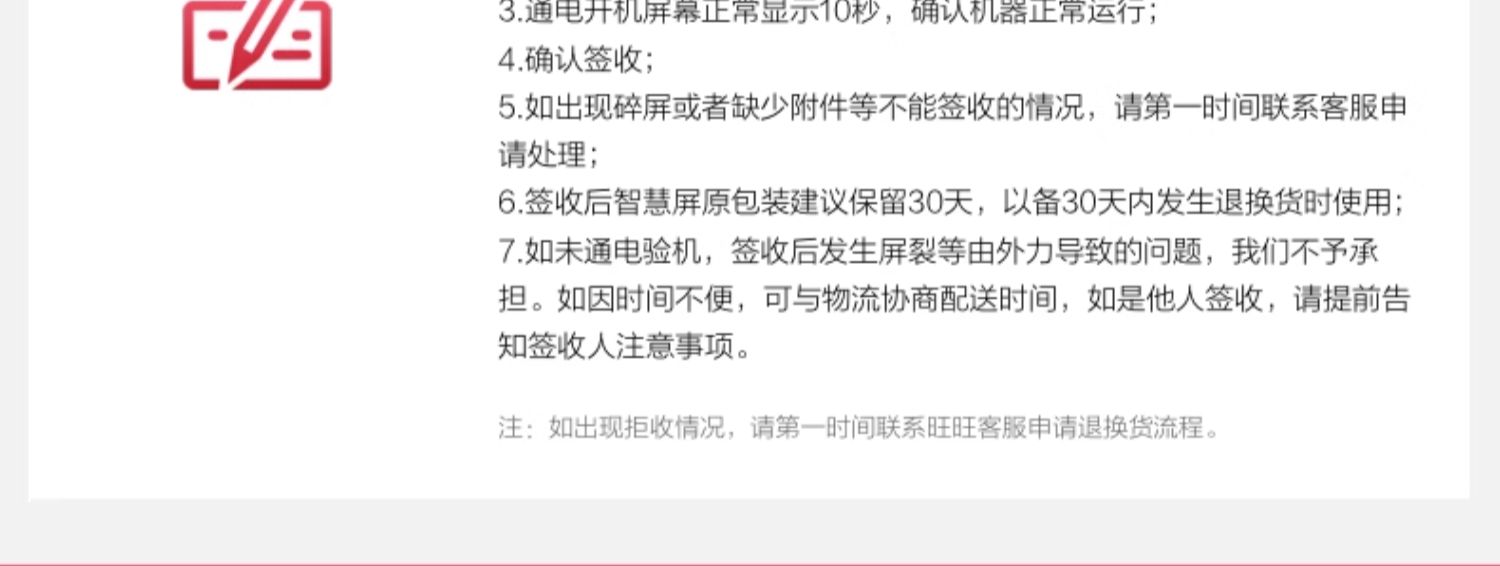 3.通电开机屏幕正常显示10秒，确认机器正常运行；
4.确认签收；
5.如出现碎屏或者缺少附件等不能签收的情况，请第一时间联系客服申
请处理；
6.签收后智慧屏原包装建议保留30天，以备30天内发生退换货时使用；
7.如未通电验机，签收后发生屏裂等由外力导致的问题，我们不予承
担。如因时间不便，可与物流协商配送时间，如是他人签收，请提前告
知签收人注意事项。
注：如出现拒收情况，请第一时间联系旺旺客服申请退换货流程。